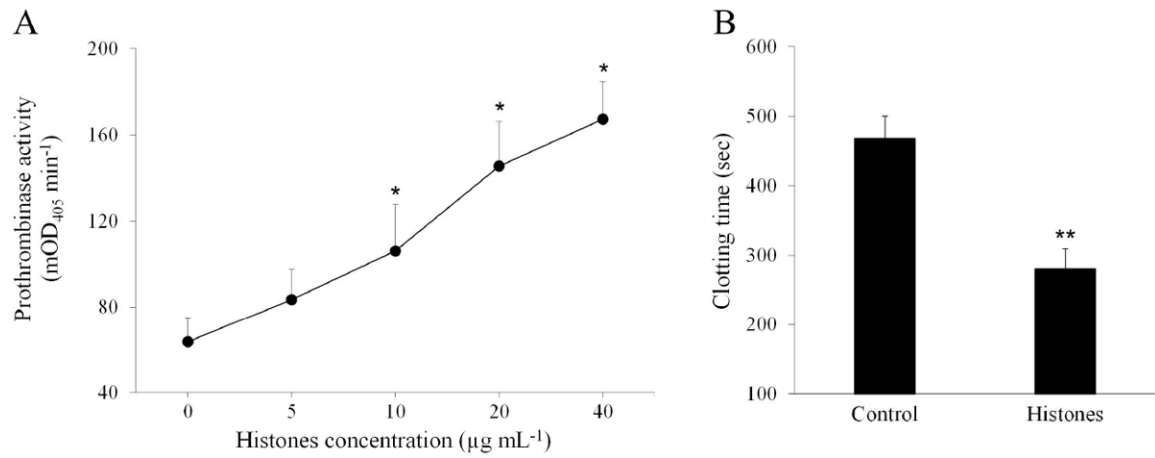 A
Prothrombinase activity
(mOD₄₀₅ min⁻¹)
200
160
120
80
40
*
*
*
0 5 10 20 40
Histones concentration (µg mL⁻¹)
B
Clotting time (sec)
600
500
400
300
200
100
**
Control Histones